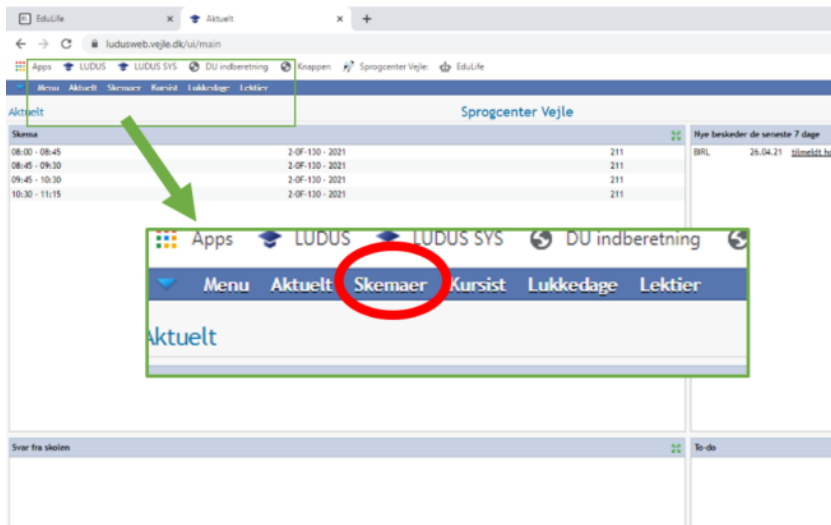 EduLife
Aktuelt
ludusweb.vejle.dk/ui/main
Apps LUDUS LUDUS SYS DU indberetning Knappen Sprogcenter Vejle: EduLife
Menu Aktuelt Skemaer Kursist Lukkedage Lektier
Aktuelt
Sprogcenter Vejle
Skema
Nye beskeder de seneste 7 dage
08:00 - 08:45 2-OF-130 - 2021 211
BIRL 26.04.21 tilmeldt
08:45 - 09:30 2-OF-130 - 2021 211
09:45 - 10:30 2-OF-130 - 2021 211
10:30 - 11:15 2-OF-130 - 2021 211
Apps LUDUS LUDUS SYS DU indberetning
Menu Aktuelt Skemaer Kursist Lukkedage Lektier
Aktuelt
Svar fra skolen
To-do